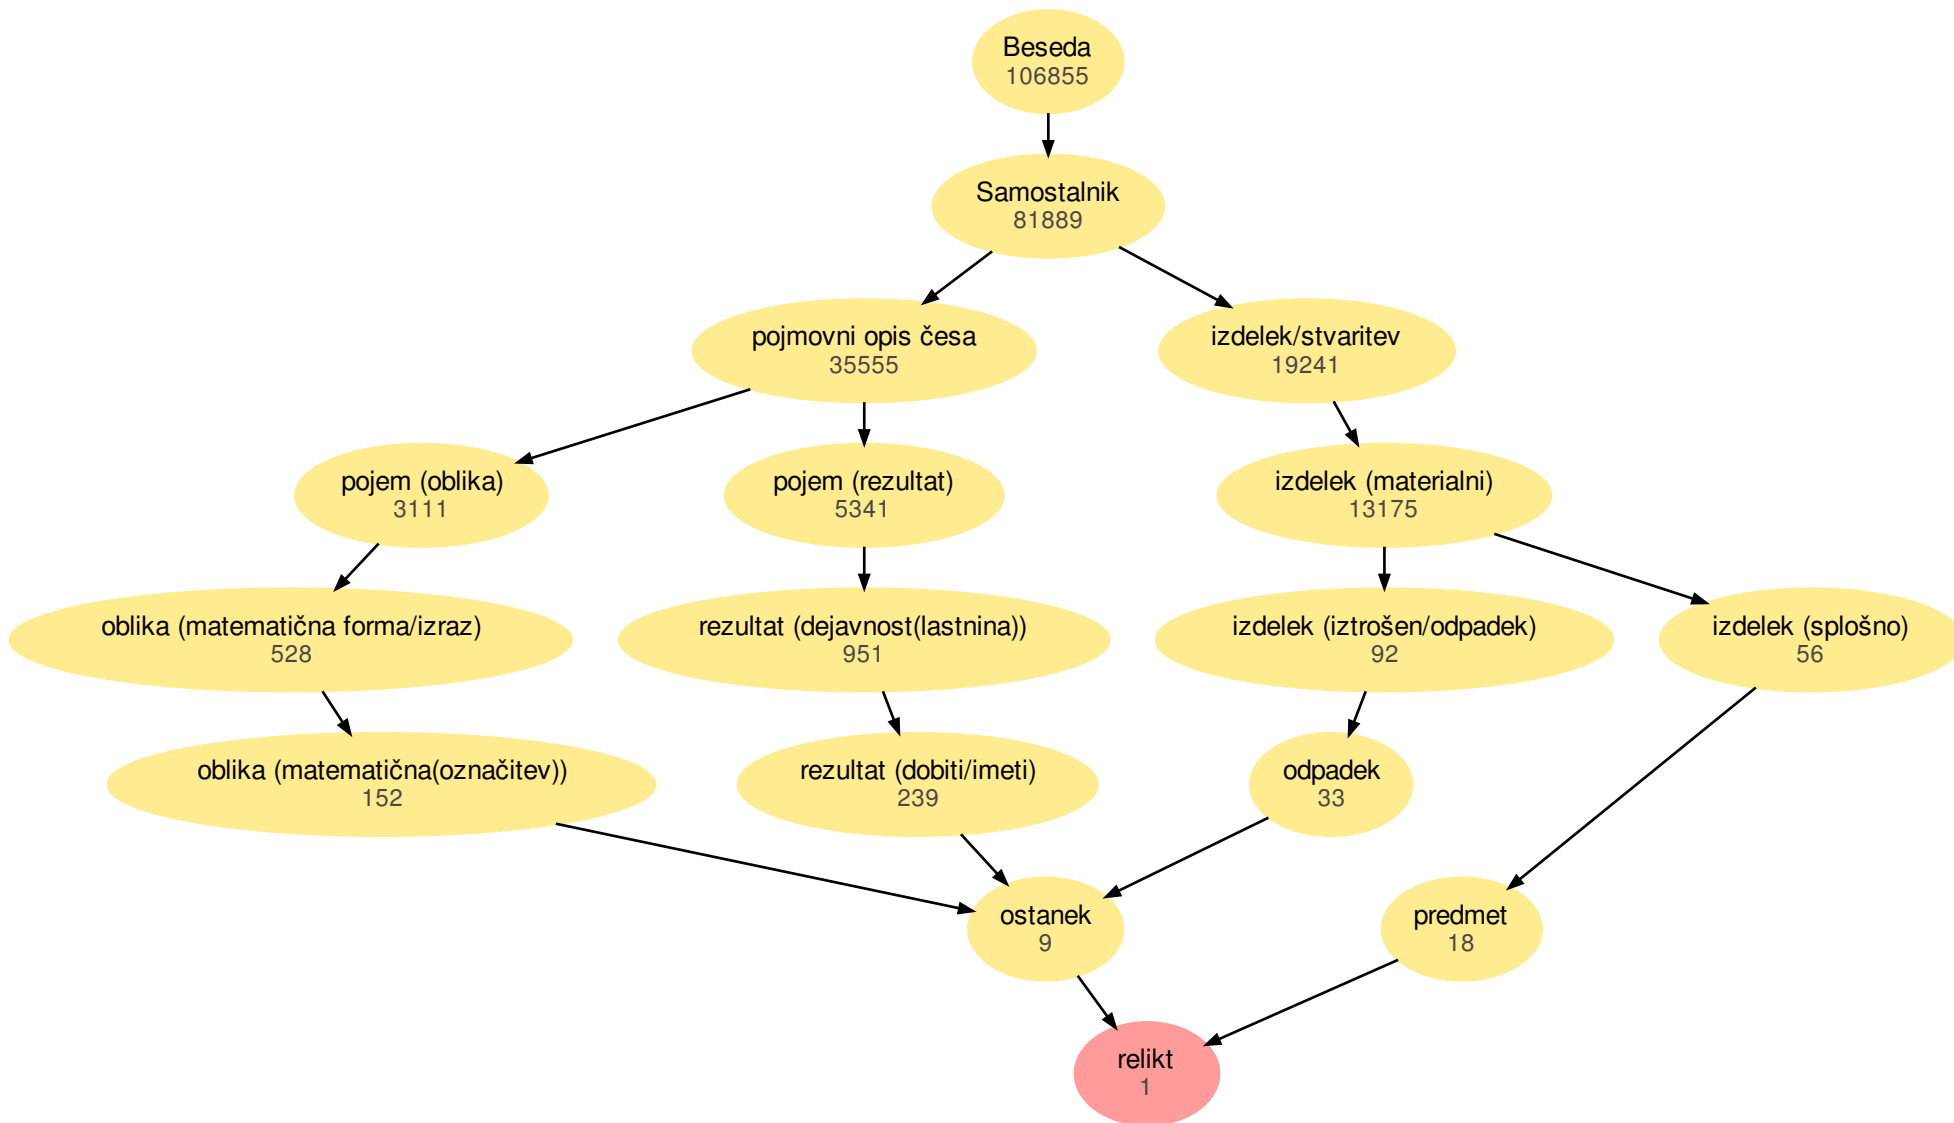 Beseda
106855
Samostalnik
81889
pojmovni opis česa
35555
izdelek/stvaritev
19241
pojem (oblika)
3111
pojem (rezultat)
5341
izdelek (materialni)
13175
oblika (matematična forma/izraz)
528
rezultat (dejavnost(lastnina))
951
izdelek (iztrošen/odpadek)
92
izdelek (splošno)
56
oblika (matematična(označitev))
152
rezultat (dobiti/imeti)
239
odpadek
33
ostanek
9
predmet
18
relikt
1